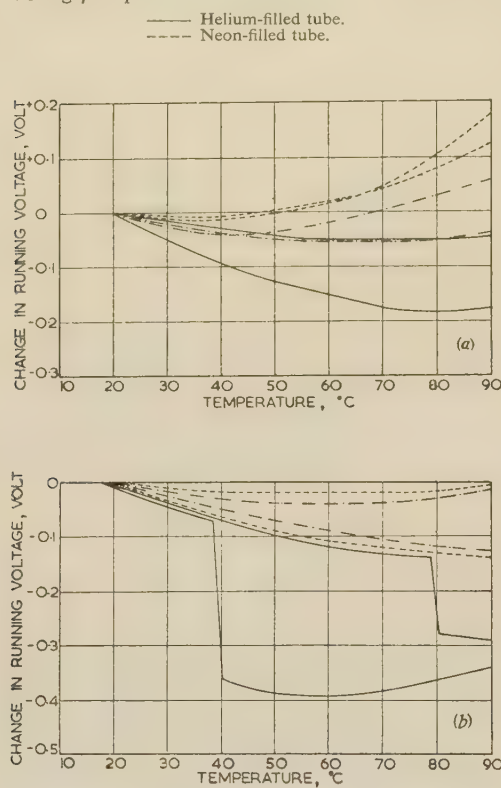 ——— Helium-filled tube.
----- Neon-filled tube.
CHANGE IN RUNNING VOLTAGE, VOLT
+0·2
+0·1
0
-0·1
-0·2
-0·3
10 20 30 40 50 60 70 80 90
TEMPERATURE, °C
(a)
CHANGE IN RUNNING VOLTAGE, VOLT
0
-0·1
-0·2
-0·3
-0·4
-0·5
10 20 30 40 50 60 70 80 90
TEMPERATURE, °C
(b)